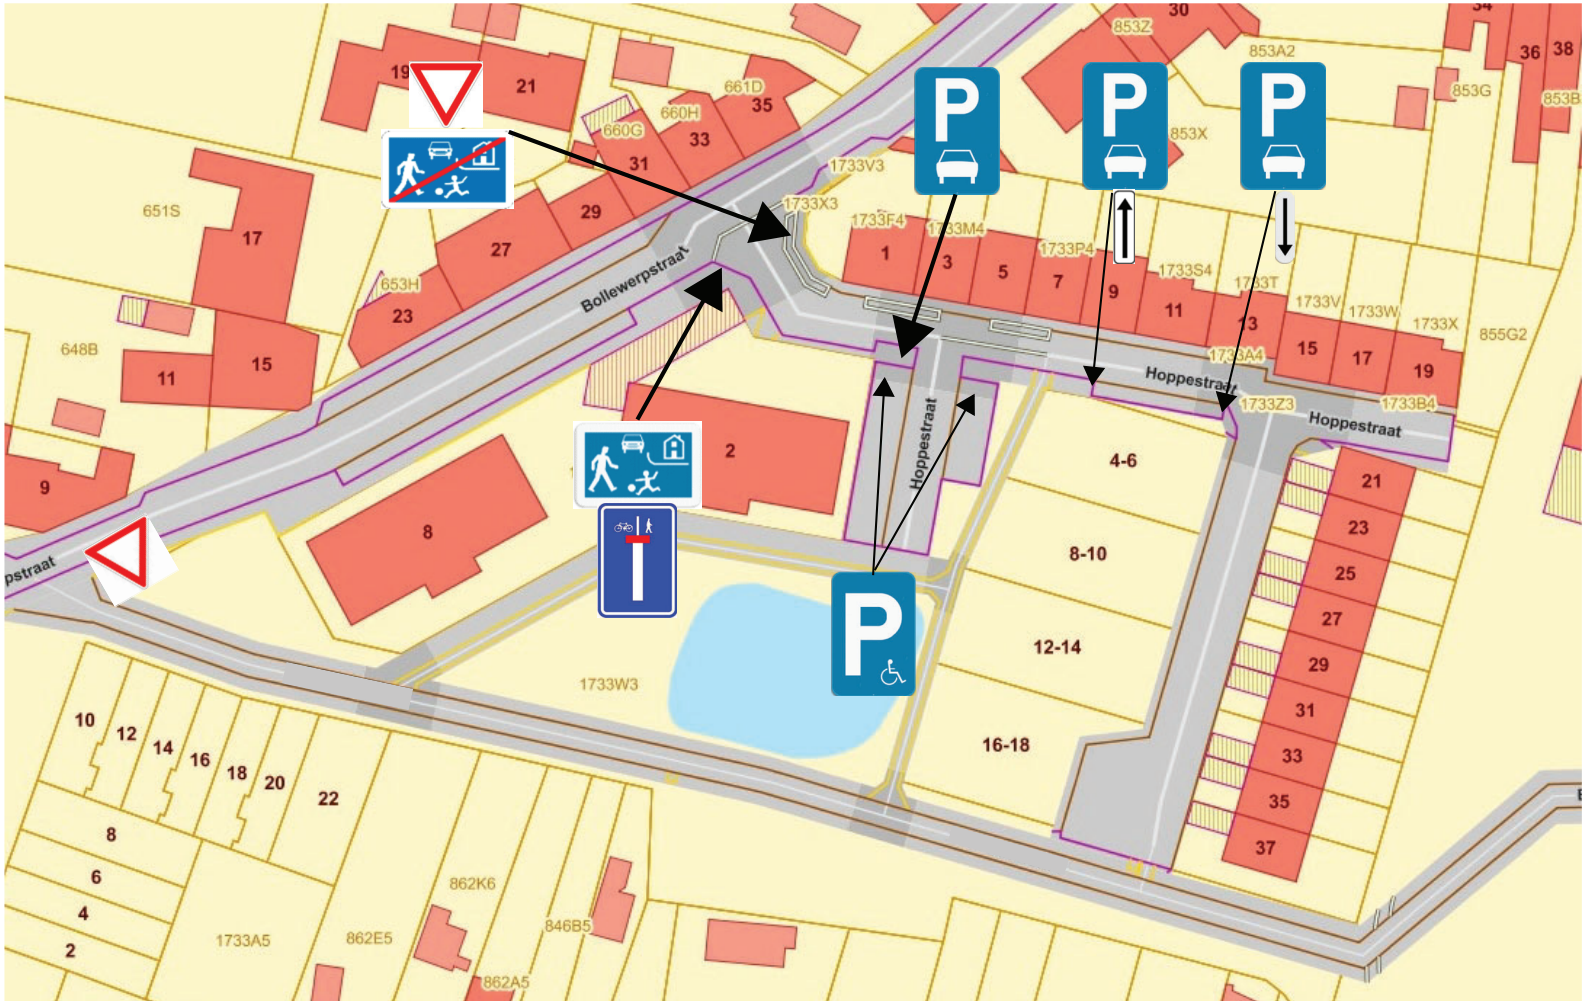 30
34
853Z
853A2
36
38
19
21
661D
35
853G
853B
660H
660G
33
853X
31
1733V3
P
P
P
651S
17
29
1733X3
1733F4
1733M4
27
1
3
5
7
1733P4
9
1733S4
11
1733T
13
Bollewerpstraat
653H
23
1733V
1733W
1733X
855G2
648B
11
15
15
17
19
1733A4
Hoppestraat
1733Z3
1733B4
Hoppestraat
Hoppestraat
2
4-6
21
9
8
23
8-10
25
pstraat
27
P
12-14
29
1733W3
31
16-18
33
10
12
14
16
18
20
22
35
8
37
6
862K6
4
846B5
2
1733A5
862E5
862A5